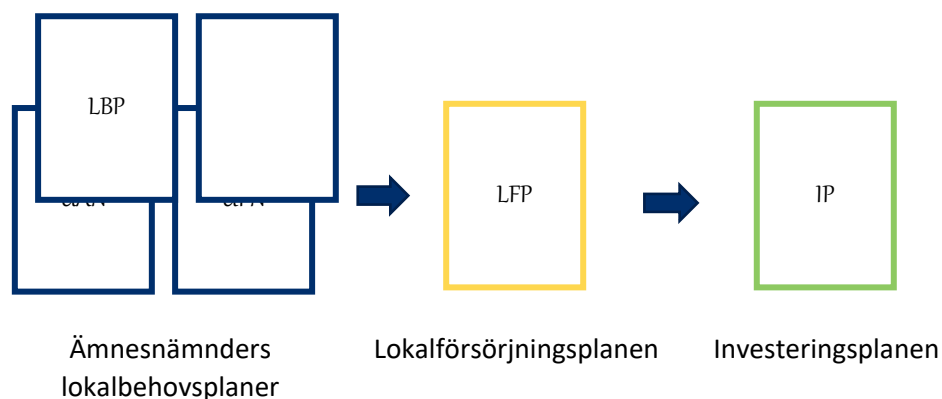 LBP
LFP
IP
Ämnesnämnders
lokalbehovsplaner
Lokalförsörjningsplanen
Investeringsplanen